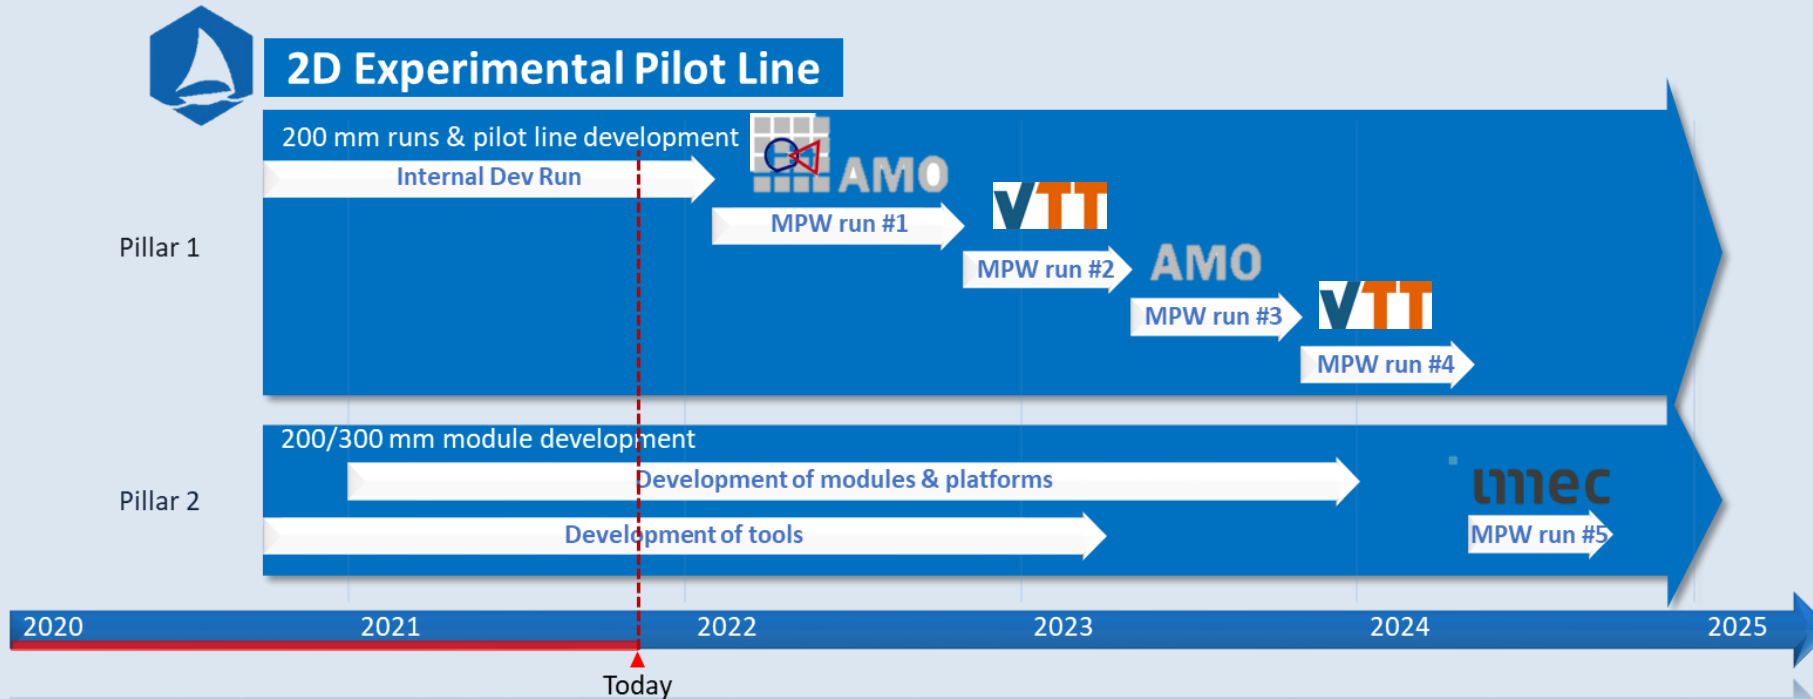 2D Experimental Pilot Line
200 mm runs & pilot line development
Internal Dev Run
AMO
MPW run #1
VTT
MPW run #2
AMO
MPW run #3
VTT
MPW run #4
Pillar 1
200/300 mm module development
Development of modules & platforms
Development of tools
imec
MPW run #5
Pillar 2
2020 2021 2022 2023 2024 2025
Today